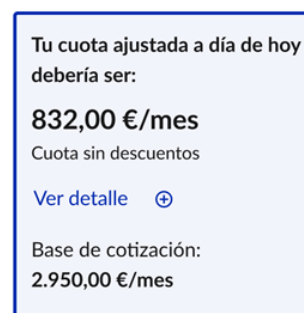 Tu cuota ajustada a día de hoy
debería ser:
832,00 €/mes
Cuota sin descuentos
Ver detalle
Base de cotización:
2.950,00 €/mes